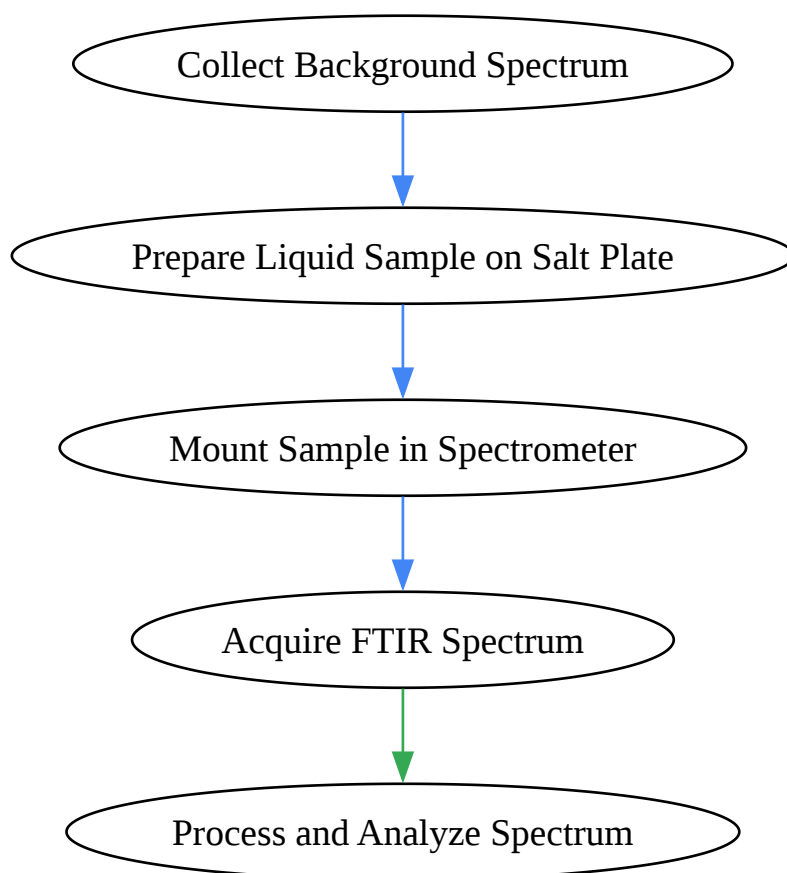 Collect Background Spectrum
Prepare Liquid Sample on Salt Plate
Mount Sample in Spectrometer
Acquire FTIR Spectrum
Process and Analyze Spectrum